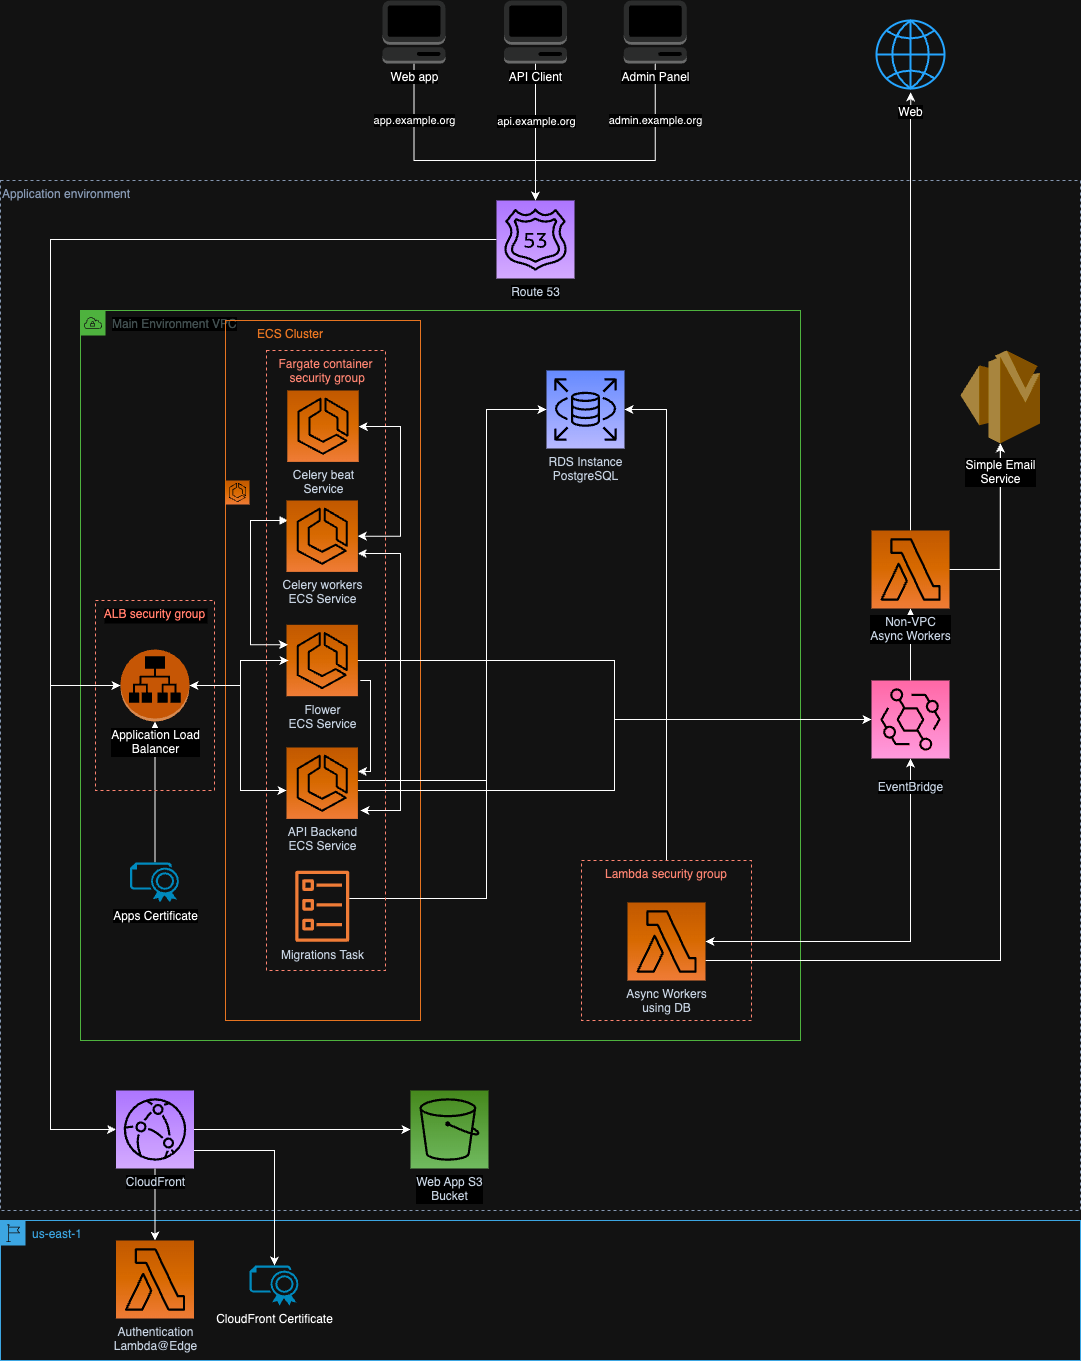 Web app
API Client
Admin Panel
Web
app.example.org
api.example.org
admin.example.org
Application environment
53
Route 53
Main Environment VPC
ECS Cluster
Fargate container
security group
Celery beat
Service
RDS Instance
PostgreSQL
Simple Email
Service
Celery workers
ECS Service
ALB security group
Non-VPC
Async Workers
Flower
ECS Service
Application Load
Balancer
EventBridge
API Backend
ECS Service
Lambda security group
Apps Certificate
Migrations Task
Async Workers
using DB
CloudFront
Web App S3
Bucket
us-east-1
CloudFront Certificate
Authentication
Lambda@Edge